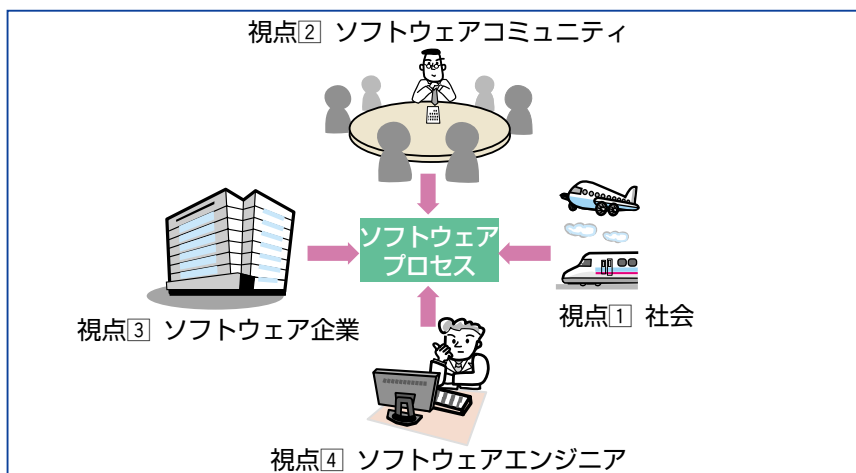 視点2 ソフトウェアコミュニティ
ソフトウェア
プロセス
視点1 社会
視点3 ソフトウェア企業
視点4 ソフトウェアエンジニア